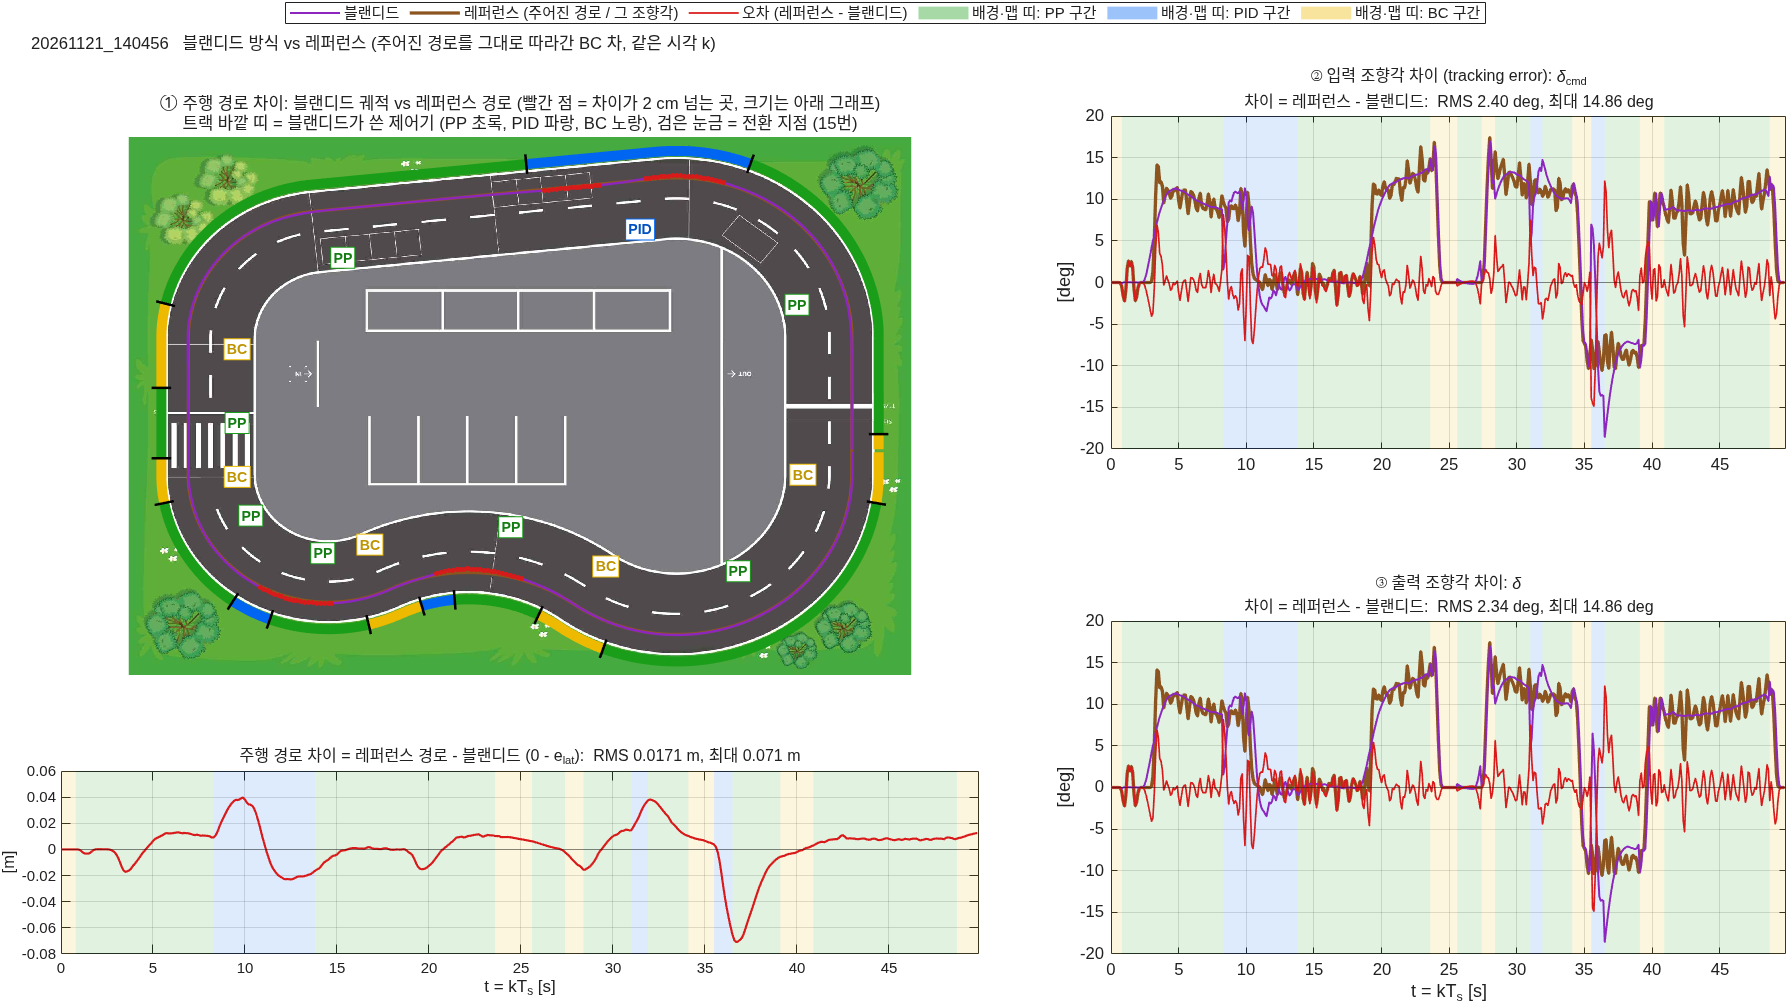 블랜디드
레퍼런스 (주어진 경로 / 그 조향각)
오차 (레퍼런스 - 블랜디드)
배경·맵 띠: PP 구간
배경·맵 띠: PID 구간
배경·맵 띠: BC 구간
20261121_140456 블랜디드 방식 vs 레퍼런스 (주어진 경로를 그대로 따라간 BC 차, 같은 시각 k)
① 주행 경로 차이: 블랜디드 궤적 vs 레퍼런스 경로 (빨간 점 = 차이가 2 cm 넘는 곳, 크기는 아래 그래프)
트랙 바깥 띠 = 블랜디드가 쓴 제어기 (PP 초록, PID 파랑, BC 노랑), 검은 눈금 = 전환 지점 (15번)
PID
PP
PP
BC
IN
OUT
PP
BC
BC
PP
PP
BC
PP
BC
PP
주행 경로 차이 = 레퍼런스 경로 - 블랜디드 (0 - e_lat): RMS 0.0171 m, 최대 0.071 m
0.06
0.04
0.02
0
-0.02
-0.04
-0.06
-0.08
[m]
0 5 10 15 20 25 30 35 40 45
t = kT_s [s]
② 입력 조향각 차이 (tracking error): δ_cmd
차이 = 레퍼런스 - 블랜디드: RMS 2.40 deg, 최대 14.86 deg
20
15
10
5
0
-5
-10
-15
-20
[deg]
0 5 10 15 20 25 30 35 40 45
③ 출력 조향각 차이: δ
차이 = 레퍼런스 - 블랜디드: RMS 2.34 deg, 최대 14.86 deg
20
15
10
5
0
-5
-10
-15
-20
[deg]
0 5 10 15 20 25 30 35 40 45
t = kT_s [s]